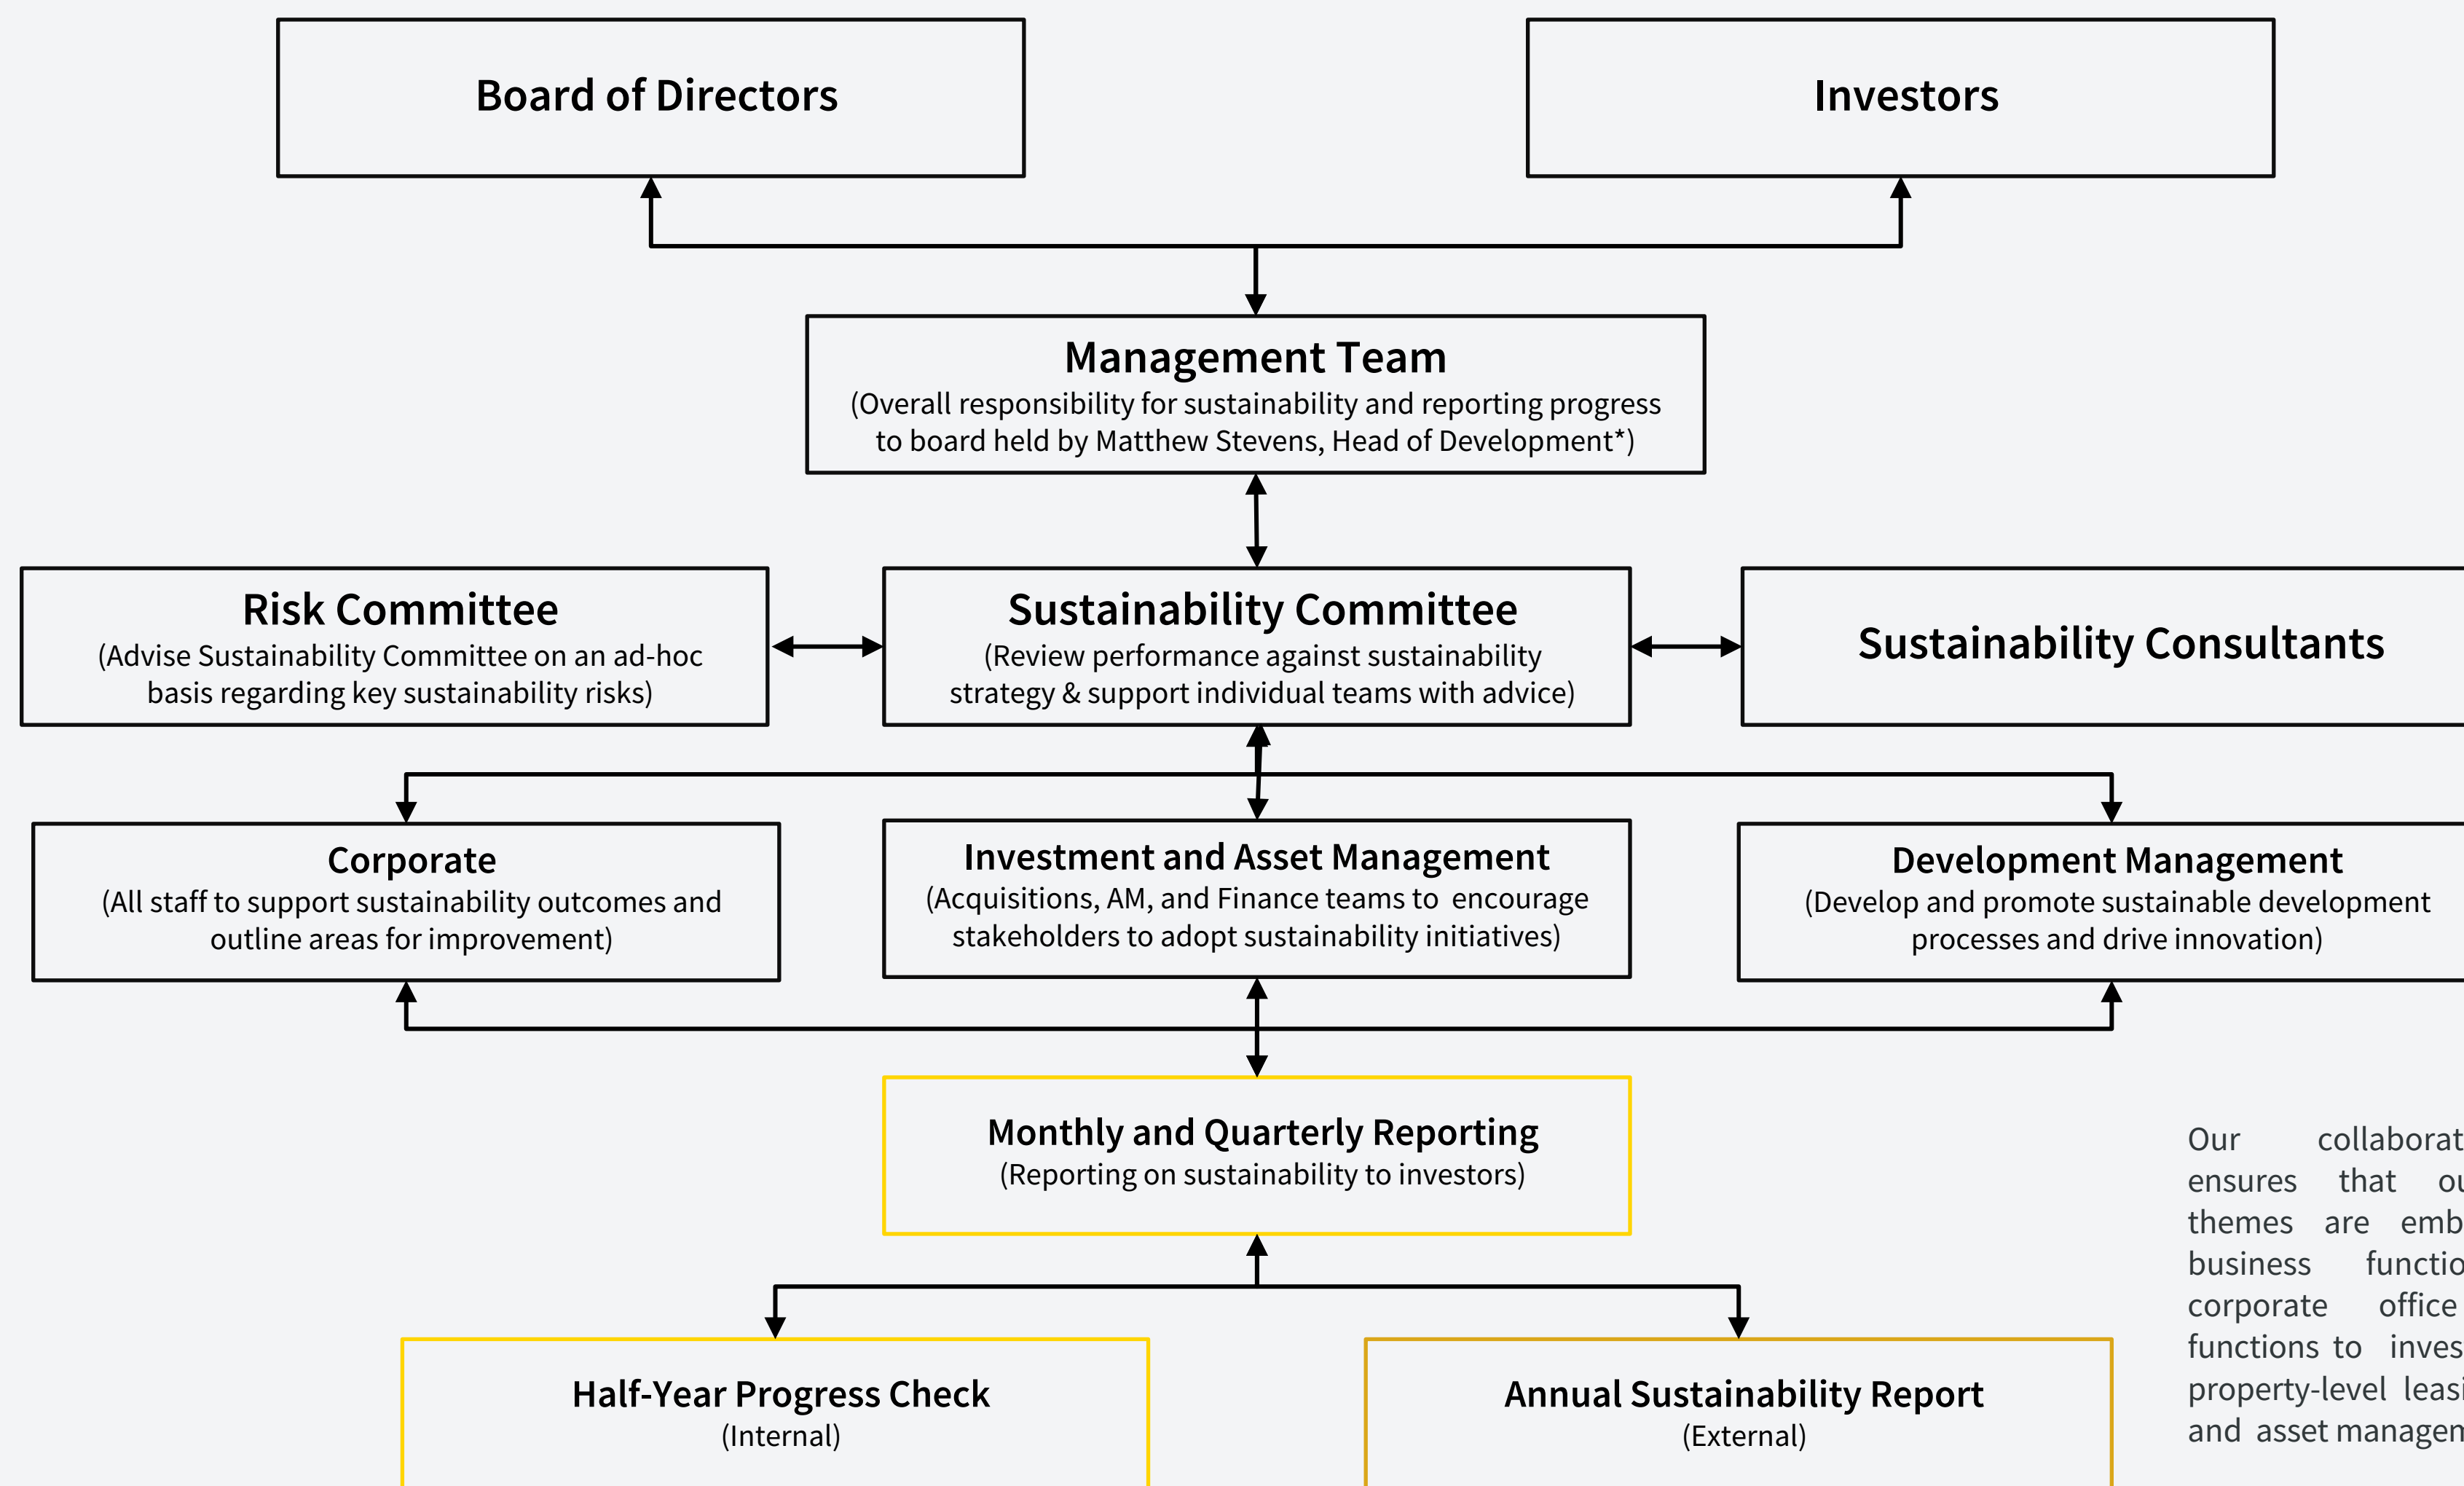 Board of Directors
Investors
Management Team
(Overall responsibility for sustainability and reporting progress
to board held by Matthew Stevens, Head of Development*)
Risk Committee
(Advise Sustainability Committee on an ad-hoc
basis regarding key sustainability risks)
Sustainability Committee
(Review performance against sustainability
strategy & support individual teams with advice)
Sustainability Consultants
Corporate
(All staff to support sustainability outcomes and
outline areas for improvement)
Investment and Asset Management
(Acquisitions, AM, and Finance teams to encourage
stakeholders to adopt sustainability initiatives)
Development Management
(Develop and promote sustainable development
processes and drive innovation)
Monthly and Quarterly Reporting
(Reporting on sustainability to investors)
Half-Year Progress Check
(Internal)
Annual Sustainability Report
(External)
Our
ensures that
themes are
business
corporate office
functions to
property-level
and asset